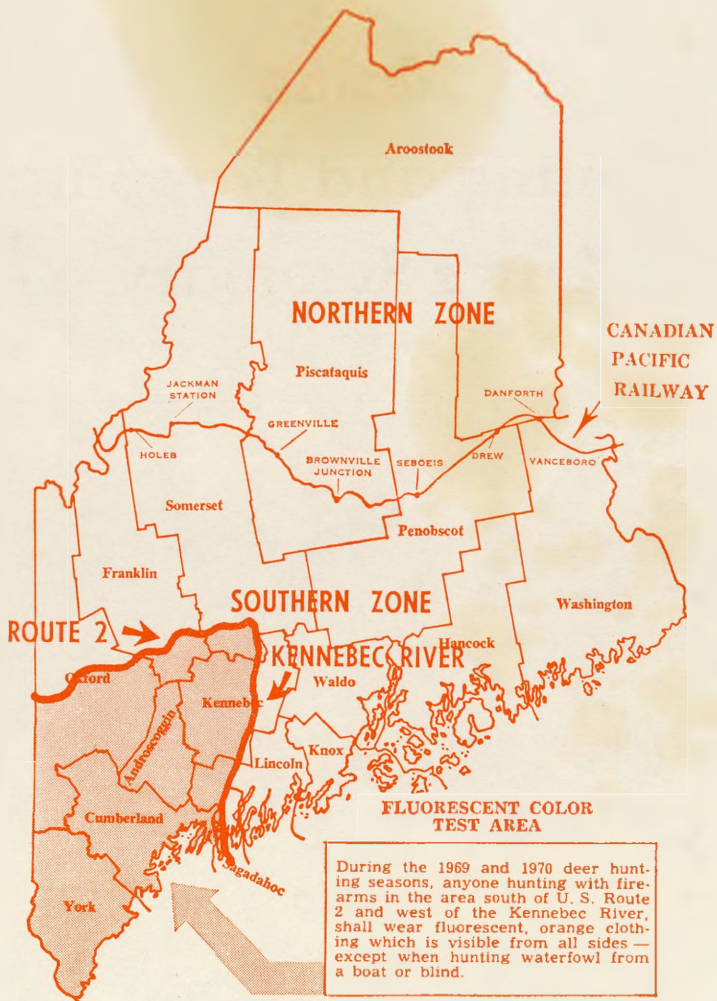 Aroostook
NORTHERN ZONE
CANADIAN
PACIFIC
RAILWAY
Piscataquis
JACKMAN
STATION
DANFORTH
GREENVILLE
HOLEB
BROWNVILLE
JUNCTION
SEBOEIS
DREW
VANCEBORO
Somerset
Penobscot
Franklin
SOUTHERN ZONE
Washington
ROUTE 2
Hancock
KENNEBEC RIVER
Oxford
Waldo
Kennebec
Androscoggin
Knox
Lincoln
Cumberland
FLUORESCENT COLOR
TEST AREA
Sagadahoc
York
During the 1969 and 1970 deer hunt-
ing seasons, anyone hunting with fire-
arms in the area south of U. S. Route
2 and west of the Kennebec River,
shall wear fluorescent, orange cloth-
ing which is visible from all sides —
except when hunting waterfowl from
a boat or blind.